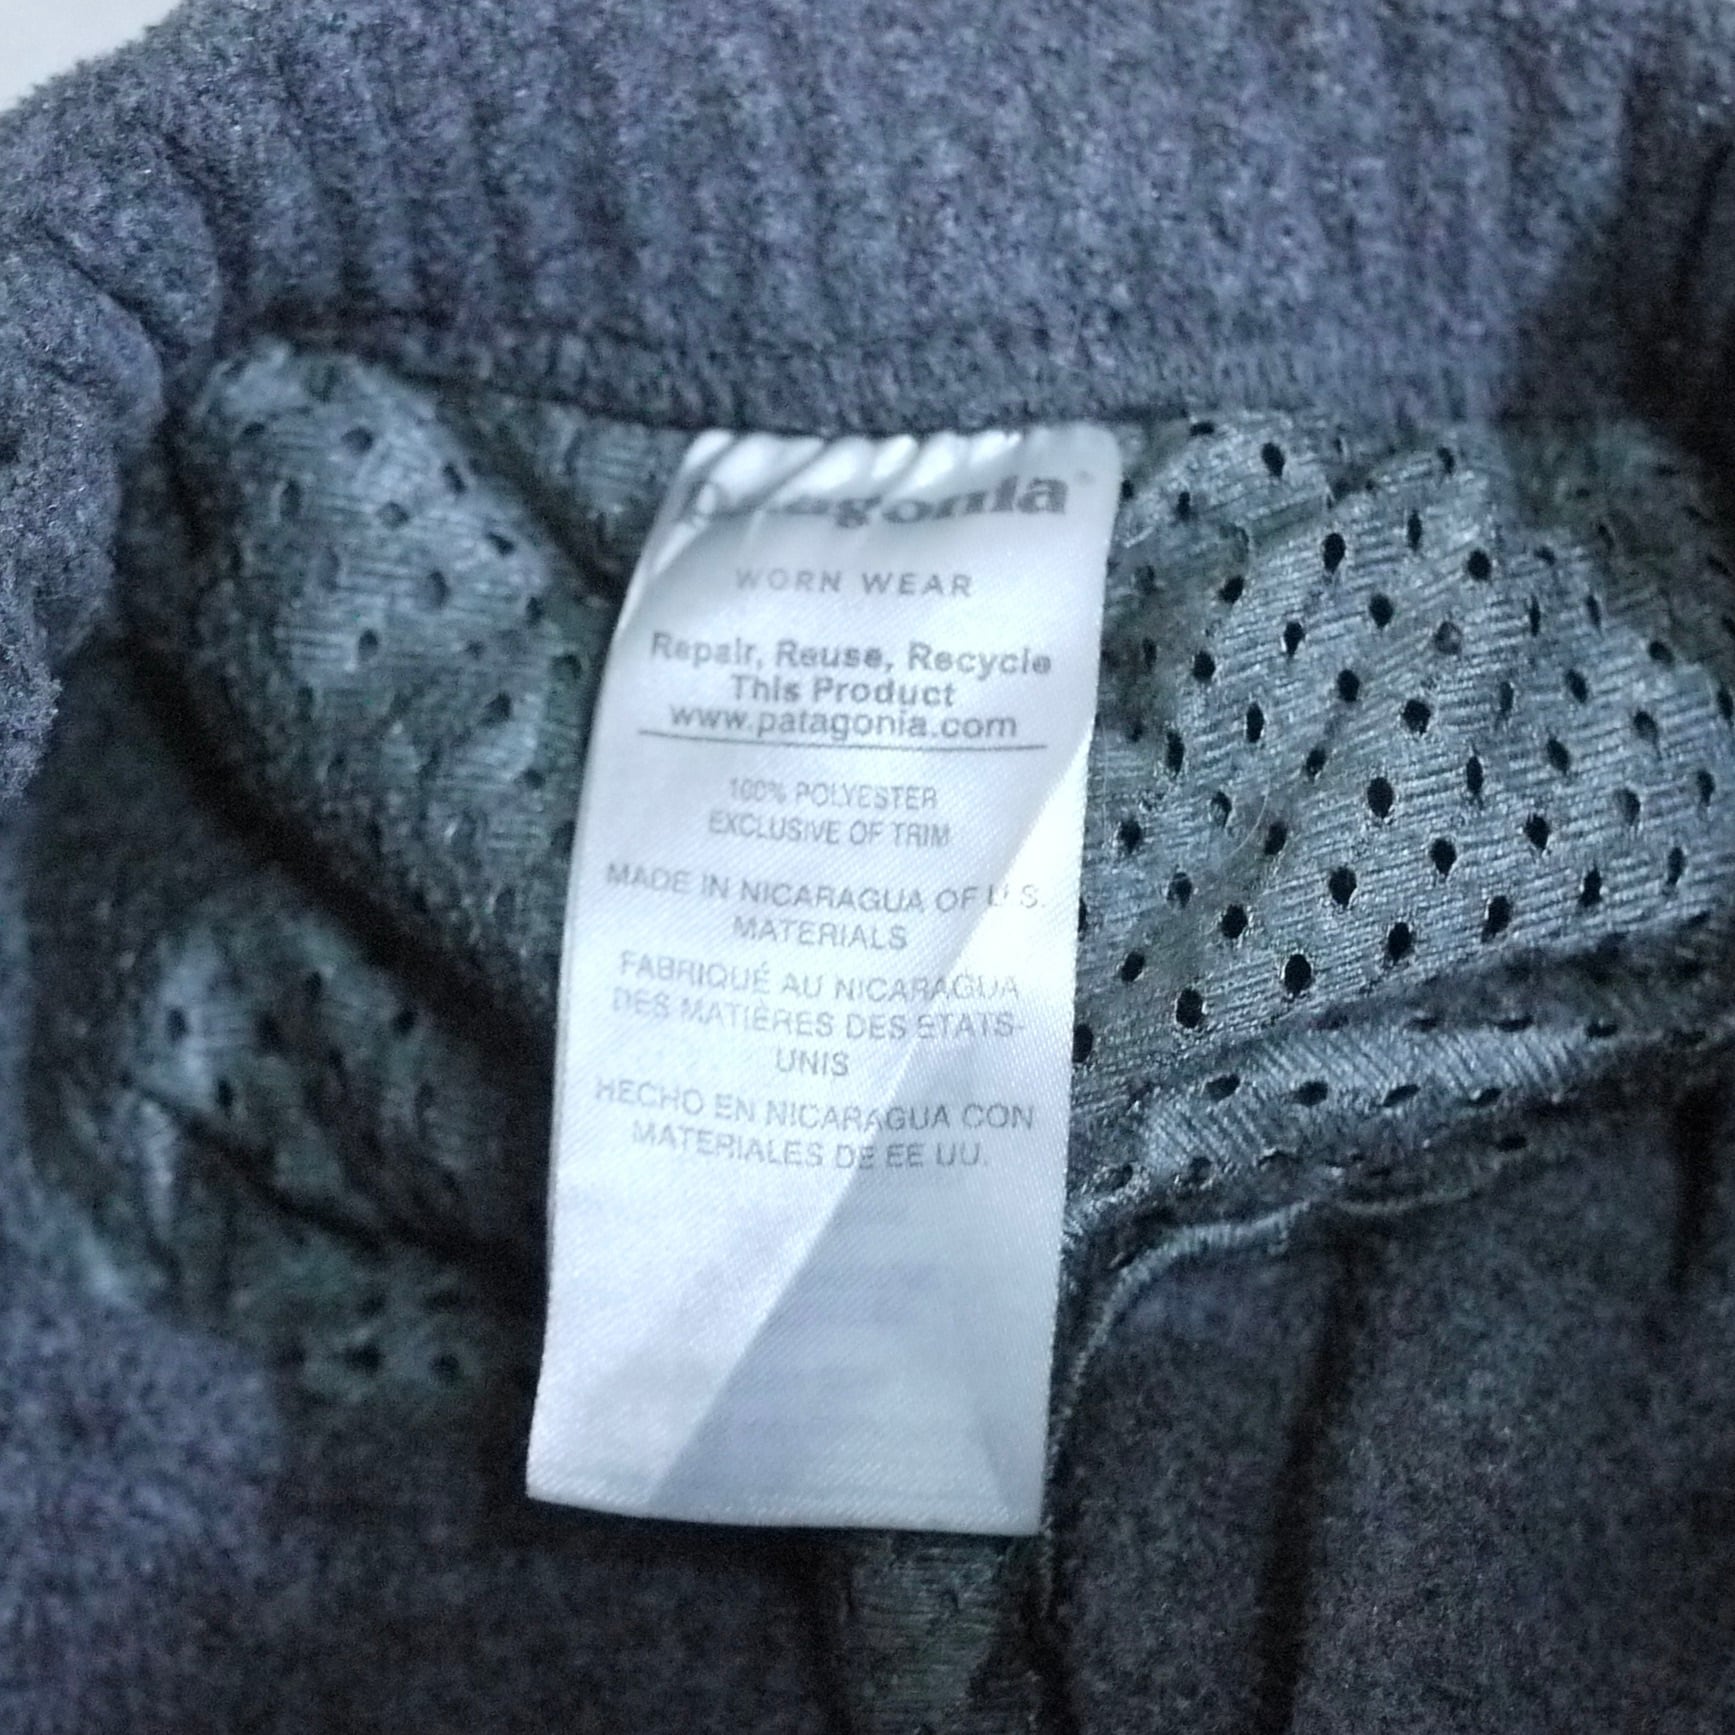 Patagonia®
WORN WEAR
Repair, Reuse, Recycle
This Product
www.patagonia.com
100% POLYESTER
EXCLUSIVE OF TRIM
MADE IN NICARAGUA OF U.S.
MATERIALS
FABRIQUÉ AU NICARAGUA
DES MATIÈRES DES ETATS-
UNIS
HECHO EN NICARAGUA CON
MATERIALES DE EE UU.